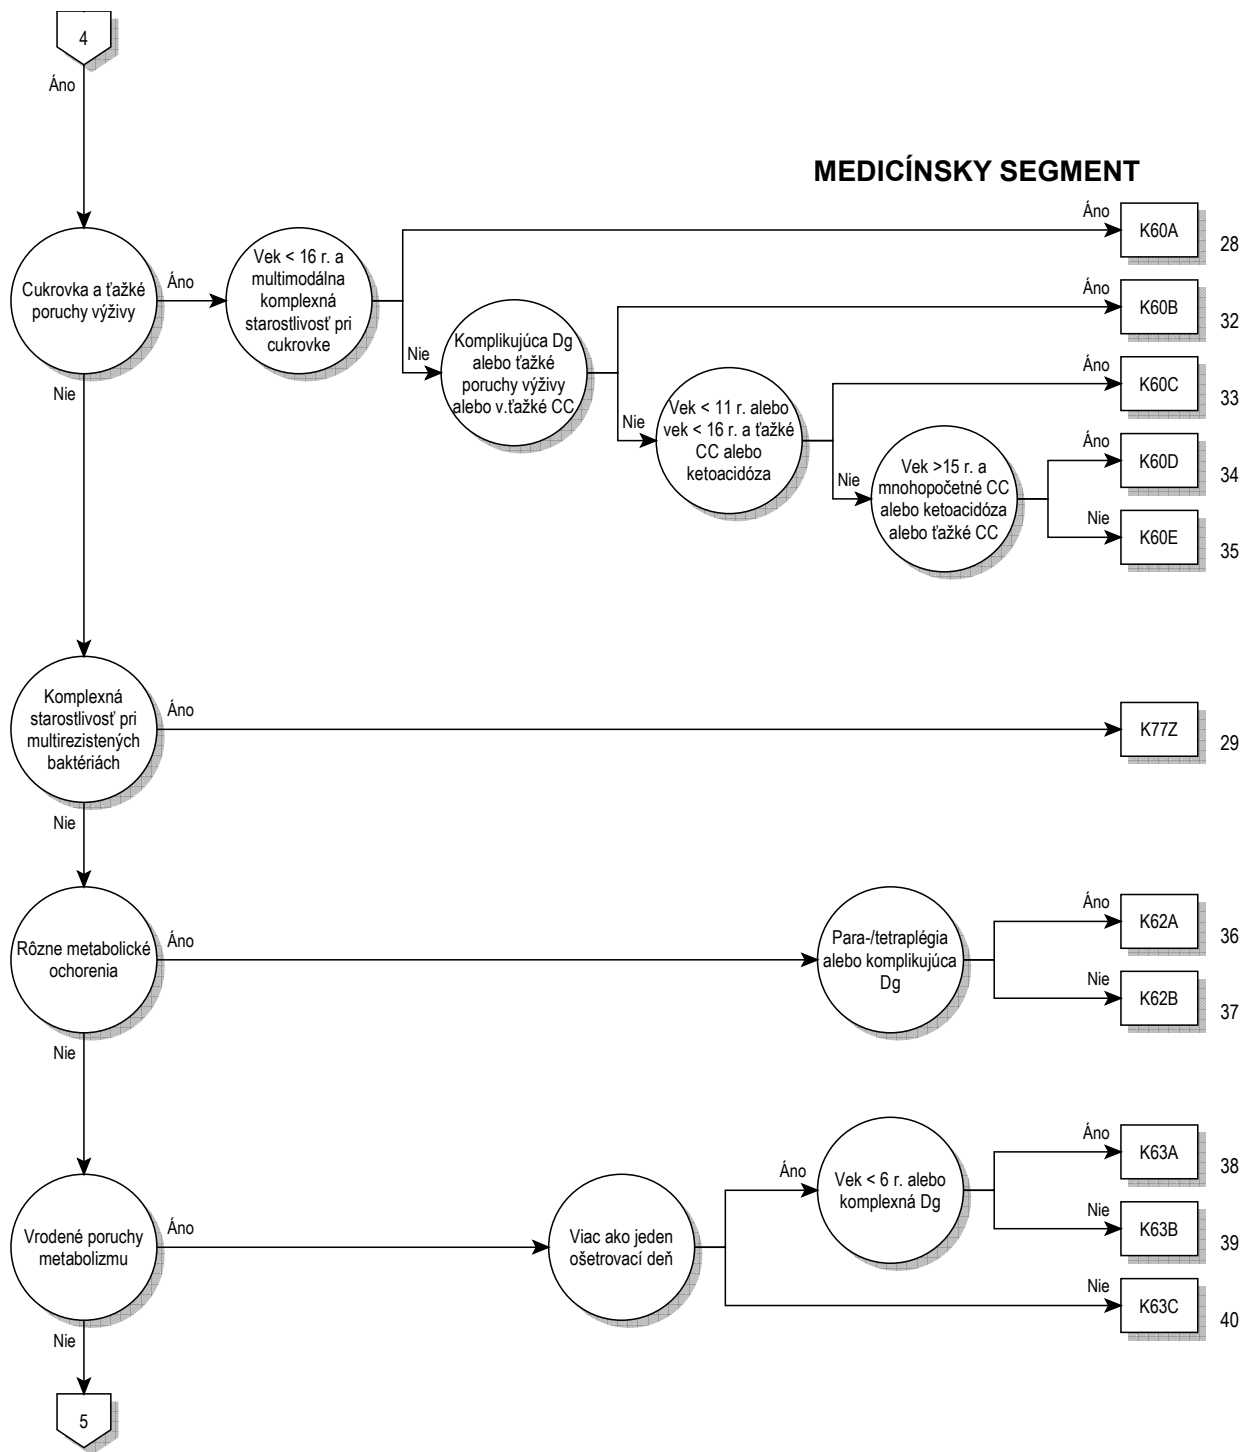 4
Áno
MEDICÍNSKY SEGMENT
Cukrovka a ťažké
poruchy výživy
Áno
Vek < 16 r. a
multimodálna
komplexná
starostlivosť pri
cukrovke
Áno
K60A
28
Nie
Komplikujúca Dg
alebo ťažké
poruchy výživy
alebo v.ťažké CC
Áno
K60B
32
Nie
Vek < 11 r. alebo
vek < 16 r. a ťažké
CC alebo
ketoacidóza
Áno
K60C
33
Nie
Vek >15 r. a
mnohopočetné CC
alebo ketoacidóza
alebo ťažké CC
Áno
K60D
34
Nie
K60E
35
Nie
Komplexná
starostlivosť pri
multirezistených
baktériách
Áno
K77Z
29
Nie
Rôzne metabolické
ochorenia
Áno
Para-/tetraplégia
alebo komplikujúca
Dg
Áno
K62A
36
Nie
K62B
37
Nie
Vrodené poruchy
metabolizmu
Áno
Viac ako jeden
ošetrovací deň
Áno
Vek < 6 r. alebo
komplexná Dg
Áno
K63A
38
Nie
K63B
39
Nie
K63C
40
Nie
5